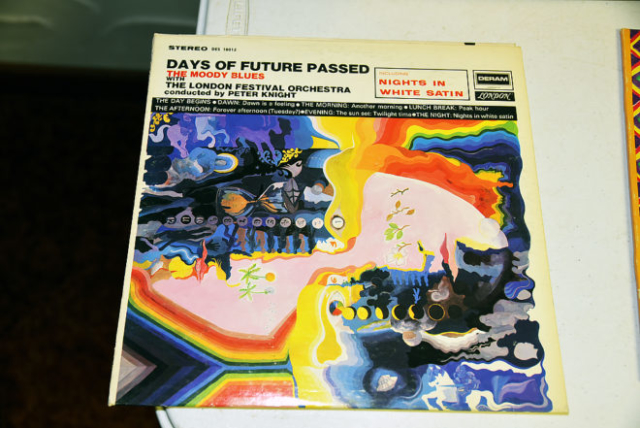 STEREO DES 18012
DAYS OF FUTURE PASSED
THE MOODY BLUES
WITH
THE LONDON FESTIVAL ORCHESTRA
conducted by PETER KNIGHT
INCLUDING
NIGHTS IN
WHITE SATIN
DERAM
LONDON
THE DAY BEGINS ● DAWN: Dawn is a feeling ● THE MORNING: Another morning ● LUNCH BREAK: Peak hour
THE AFTERNOON: Forever afternoon (Tuesday?) ● EVENING: The sun set: Twilight time ● THE NIGHT: Nights in white satin